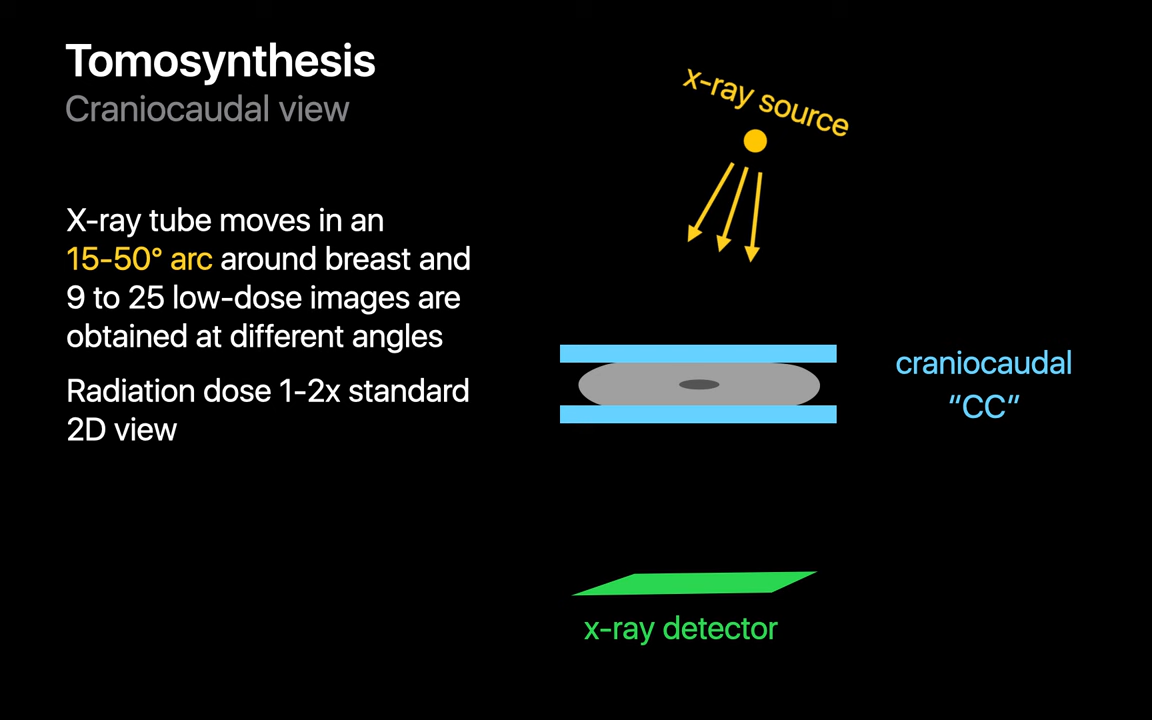 Tomosynthesis
Craniocaudal view
x-ray source
X-ray tube moves in an
15-50° arc around breast and
9 to 25 low-dose images are
obtained at different angles
Radiation dose 1-2x standard
2D view
craniocaudal
“CC”
x-ray detector